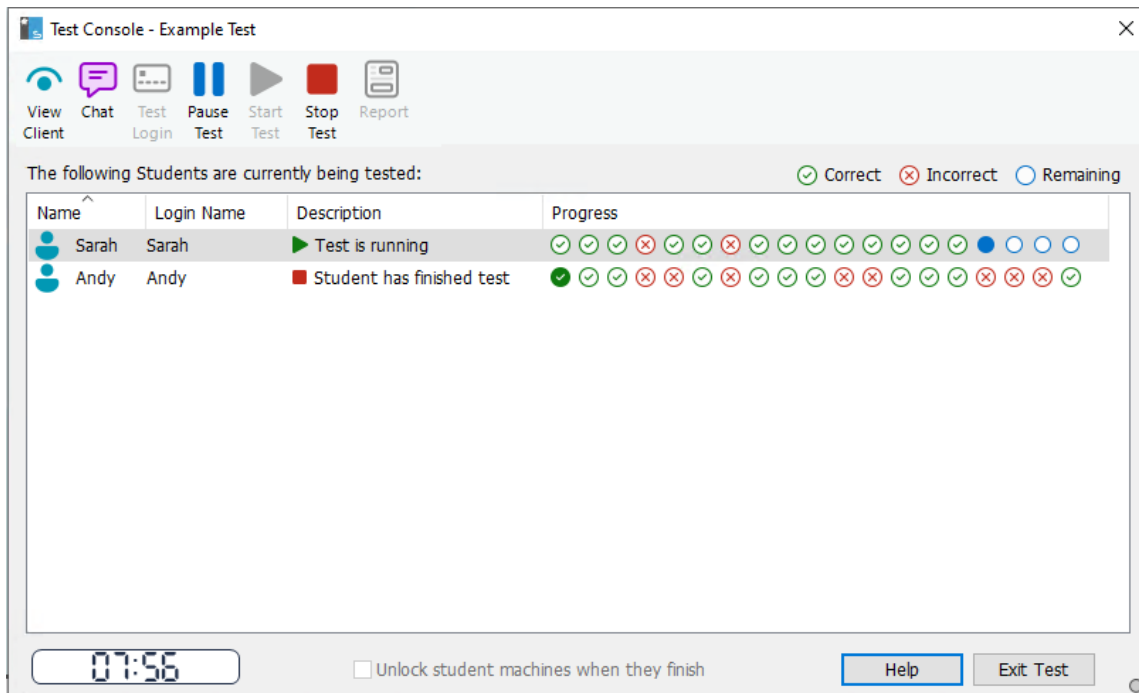 Test Console - Example Test
View Client Chat Test Login Pause Test Start Test Stop Test Report
The following Students are currently being tested: Correct Incorrect Remaining
Name Login Name Description Progress
Sarah Sarah Test is running
Andy Andy Student has finished test
07:56 Unlock student machines when they finish Help Exit Test